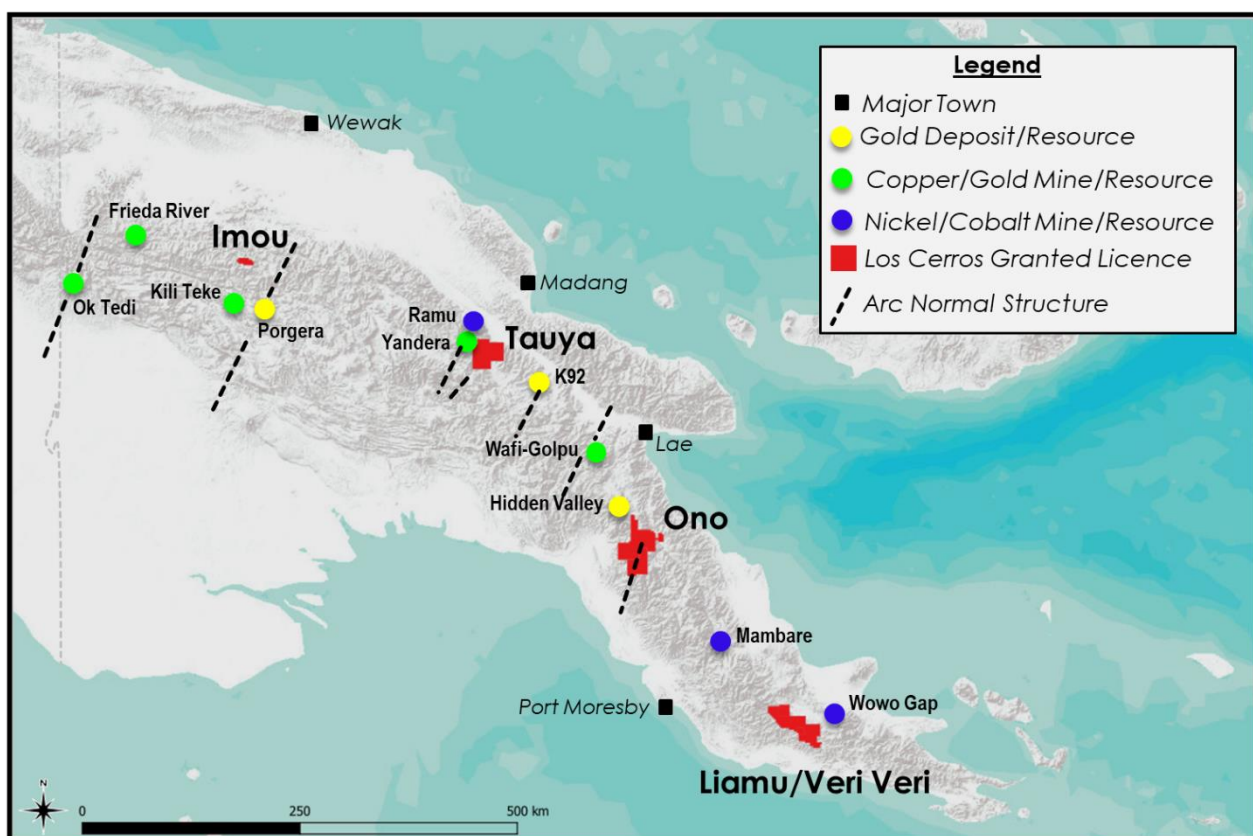 Legend
Major Town
Gold Deposit/Resource
Copper/Gold Mine/Resource
Nickel/Cobalt Mine/Resource
Los Cerros Granted Licence
Arc Normal Structure
Wewak
Frieda River
Imou
Ok Tedi
Kili Teke
Porgera
Madang
Ramu
Yandera
Tauya
K92
Wafi-Golpu
Lae
Hidden Valley
Ono
Mambare
Port Moresby
Wowo Gap
Liamu/Veri Veri
N
0 250 500 km